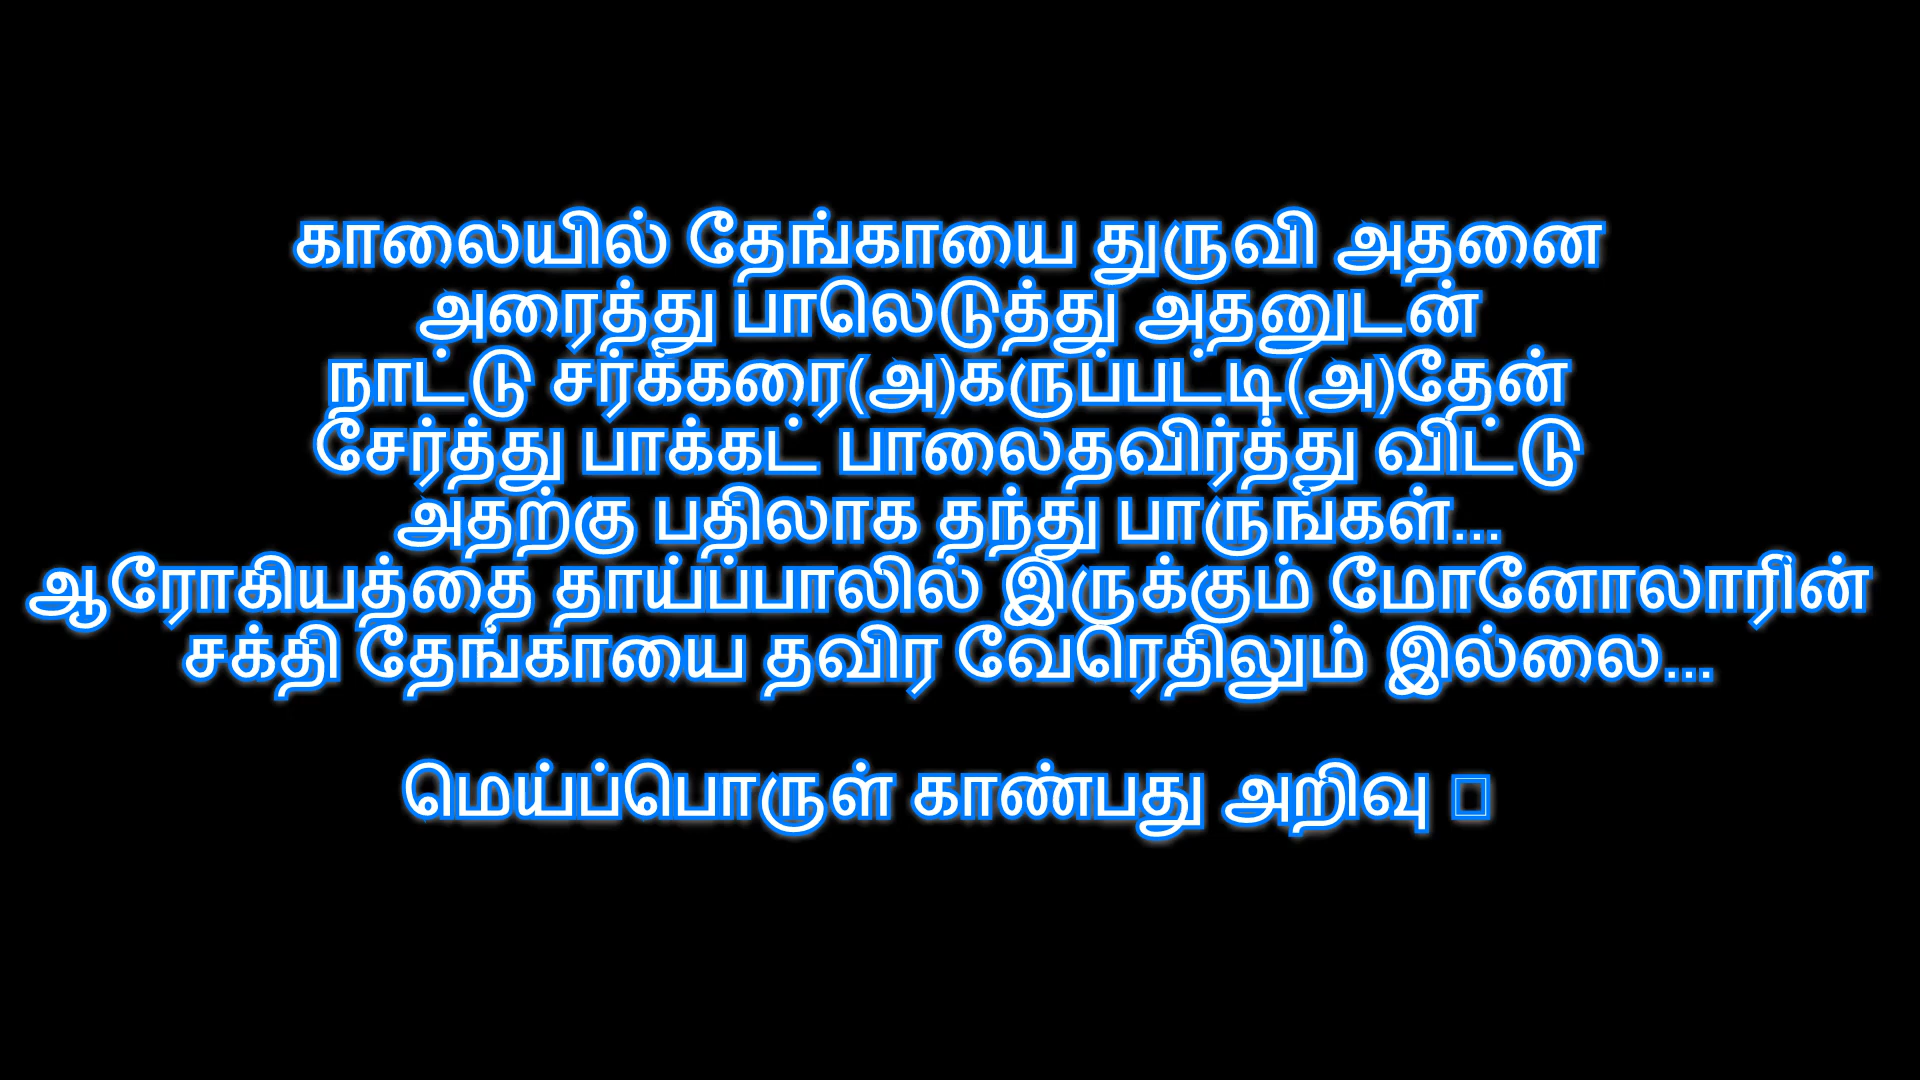 காலையில் தேங்காயை துருவி அதனை
அரைத்து பாலெடுத்து அதனுடன்
நாட்டு சர்க்கரை(அ)கருப்பட்டி(அ)தேன்
சேர்த்து பாக்கட் பாலைதவிர்த்து விட்டு
அதற்கு பதிலாக தந்து பாருங்கள்...
ஆரோகியத்தை தாய்ப்பாலில் இருக்கும் மோனோலாரின்
சக்தி தேங்காயை தவிர வேரெதிலும் இல்லை...
மெய்ப்பொருள் காண்பது அறிவு